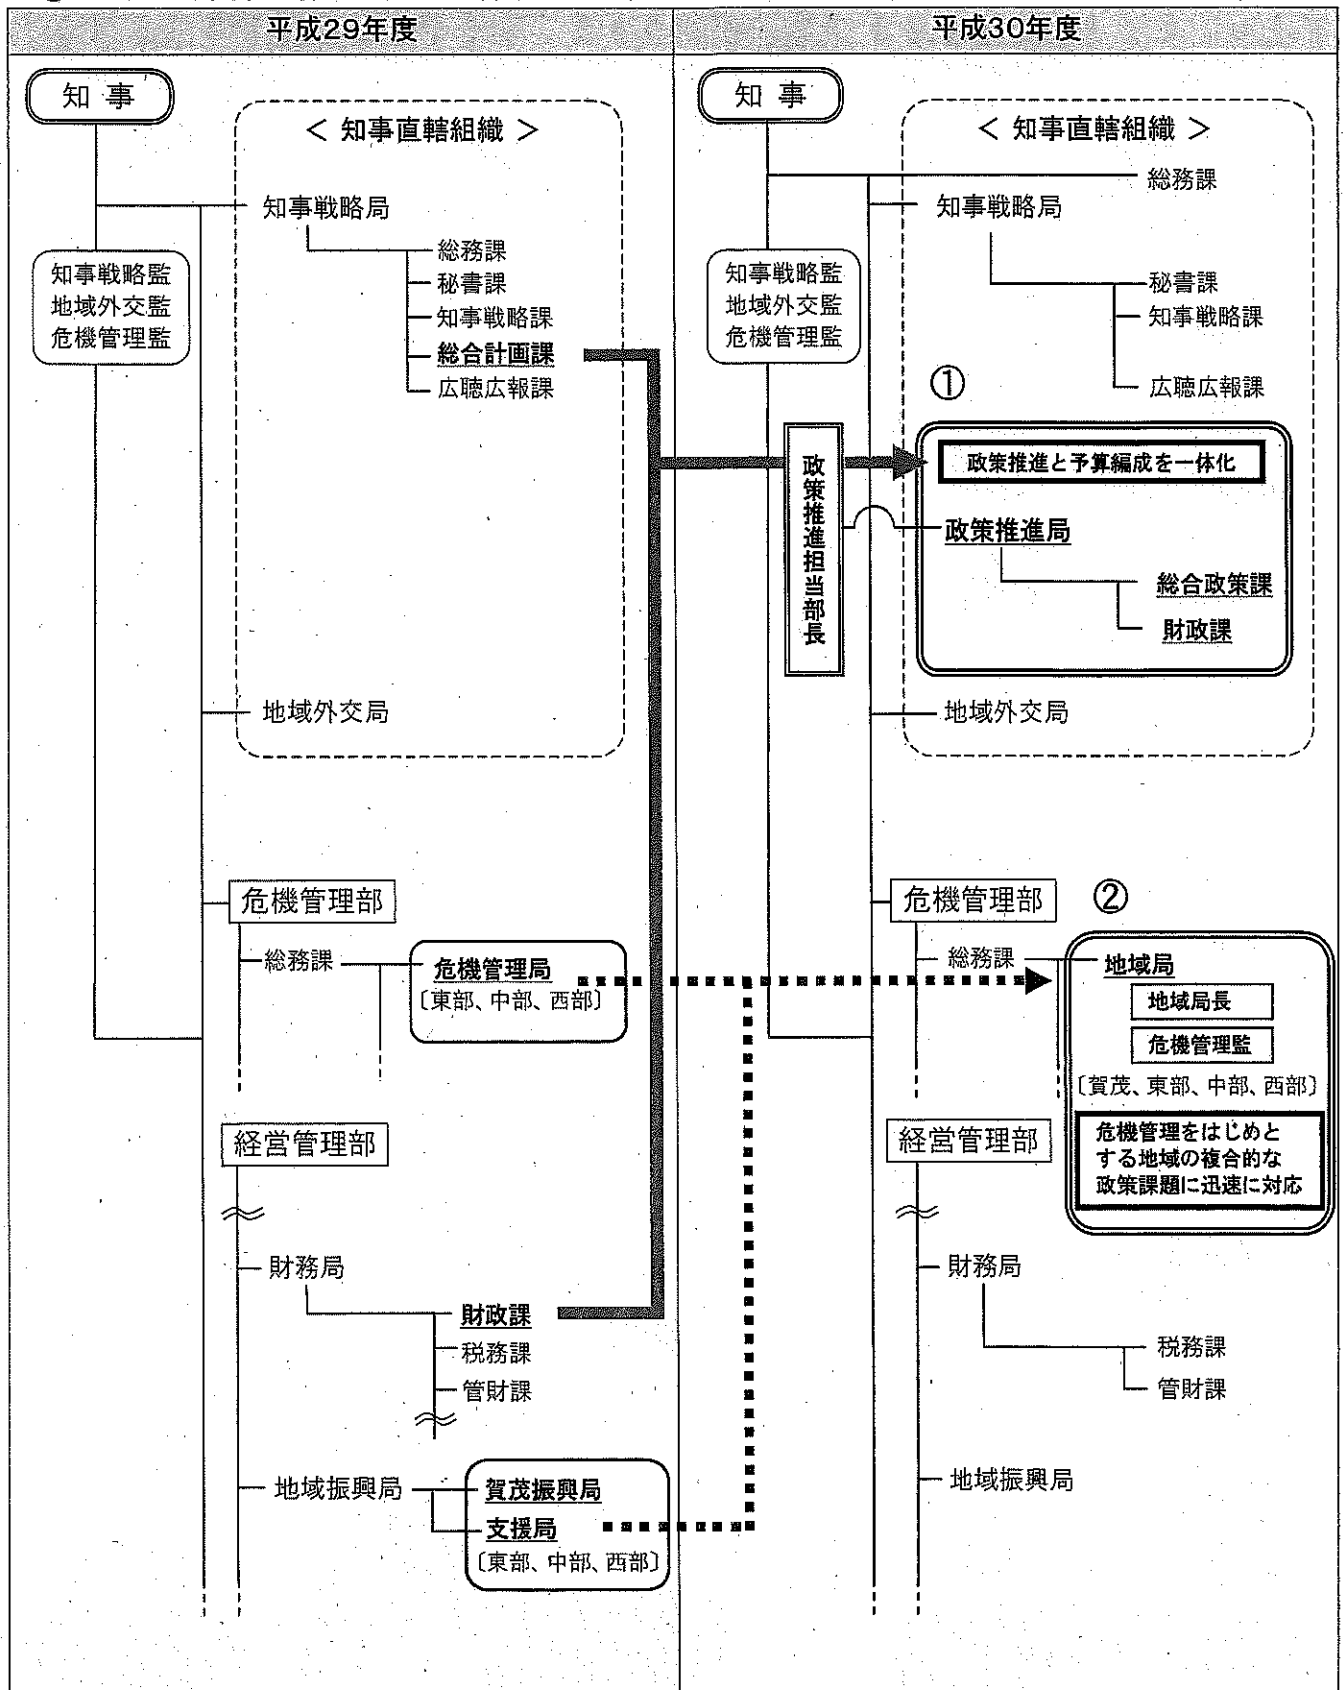 平成29年度
知 事
< 知事直轄組織 >
知事戦略局
総務課
秘書課
知事戦略課
総合計画課
広聴広報課
知事戦略監
地域外交監
危機管理監
地域外交局
危機管理部
総務課
危機管理局
〔東部、中部、西部〕
経営管理部
財務局
財政課
税務課
管財課
地域振興局
賀茂振興局
支援局
〔東部、中部、西部〕
平成30年度
知 事
< 知事直轄組織 >
総務課
知事戦略局
秘書課
知事戦略課
広聴広報課
知事戦略監
地域外交監
危機管理監
①
政策推進担当部長
政策推進と予算編成を一体化
政策推進局
総合政策課
財政課
地域外交局
危機管理部
②
総務課
地域局
地域局長
危機管理監
〔賀茂、東部、中部、西部〕
危機管理をはじめと
する地域の複合的な
政策課題に迅速に対応
経営管理部
財務局
税務課
管財課
地域振興局